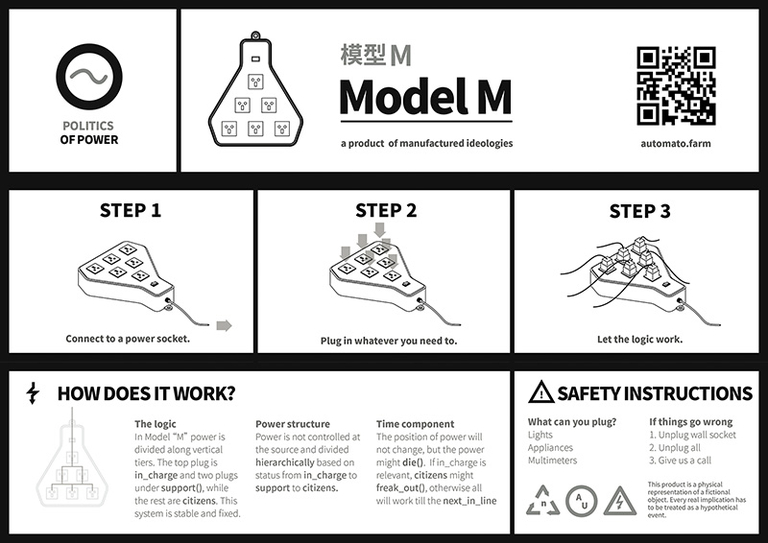 POLITICS
OF POWER
模型 M
Model M
a product of manufactured ideologies
automato.farm
STEP 1
Connect to a power socket.
STEP 2
Plug in whatever you need to.
STEP 3
Let the logic work.
HOW DOES IT WORK?
The logic
In Model "M" power is
divided along vertical
tiers. The top plug is
in_charge and two plugs
under support(), while
the rest are citizens. This
system is stable and fixed.
Power structure
Power is not controlled at
the source and divided
hierarchically based on
status from in_charge to
support to citizens.
Time component
The position of power will
not change, but the power
might die(). If in_charge is
relevant, citizens might
freak_out(), otherwise all
will work till the next_in_line
SAFETY INSTRUCTIONS
What can you plug?
Lights
Appliances
Multimeters
If things go wrong
1. Unplug wall socket
2. Unplug all
3. Give us a call
n
A
U
This product is a physical
representation of a fictional
object. Every real implication has
to be treated as a hypothetical
event.